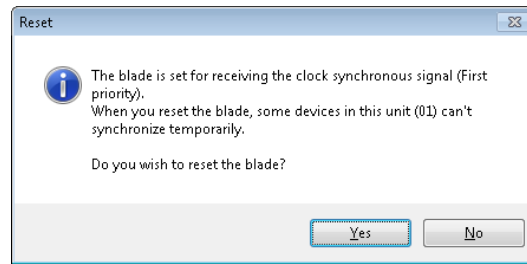 Reset
The blade is set for receiving the clock synchronous signal (First
priority).
When you reset the blade, some devices in this unit (01) can't
synchronize temporarily.
Do you wish to reset the blade?
Yes
No